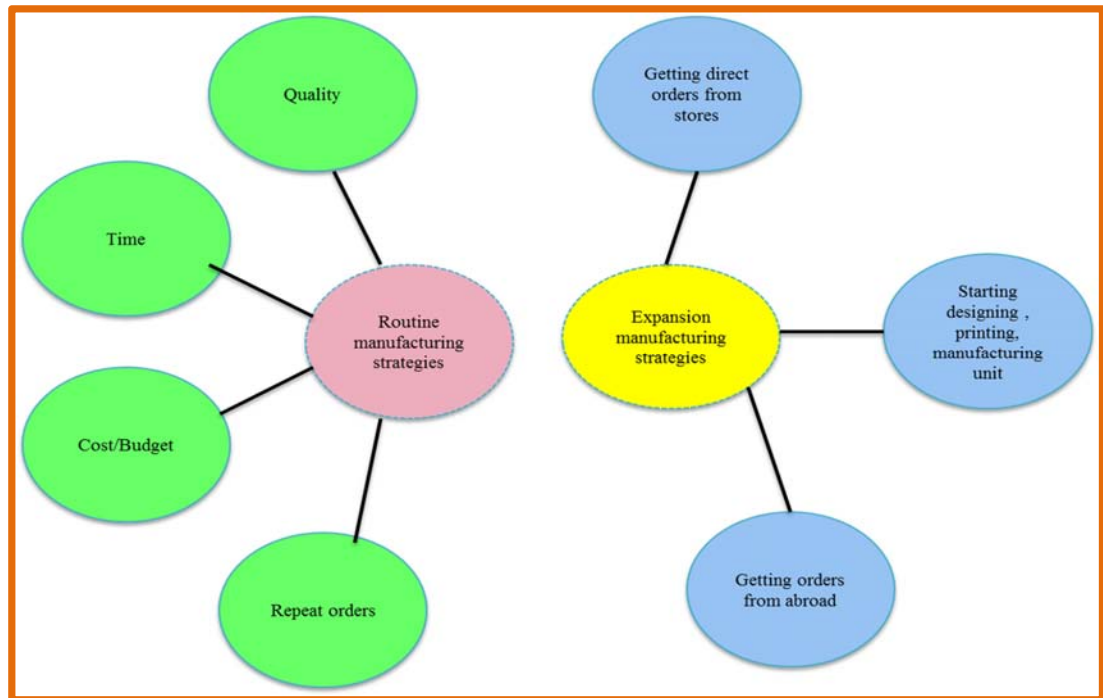 Quality
Time
Cost/Budget
Repeat orders
Routine
manufacturing
strategies
Getting direct
orders from
stores
Expansion
manufacturing
strategies
Starting
designing ,
printing,
manufacturing
unit
Getting orders
from abroad